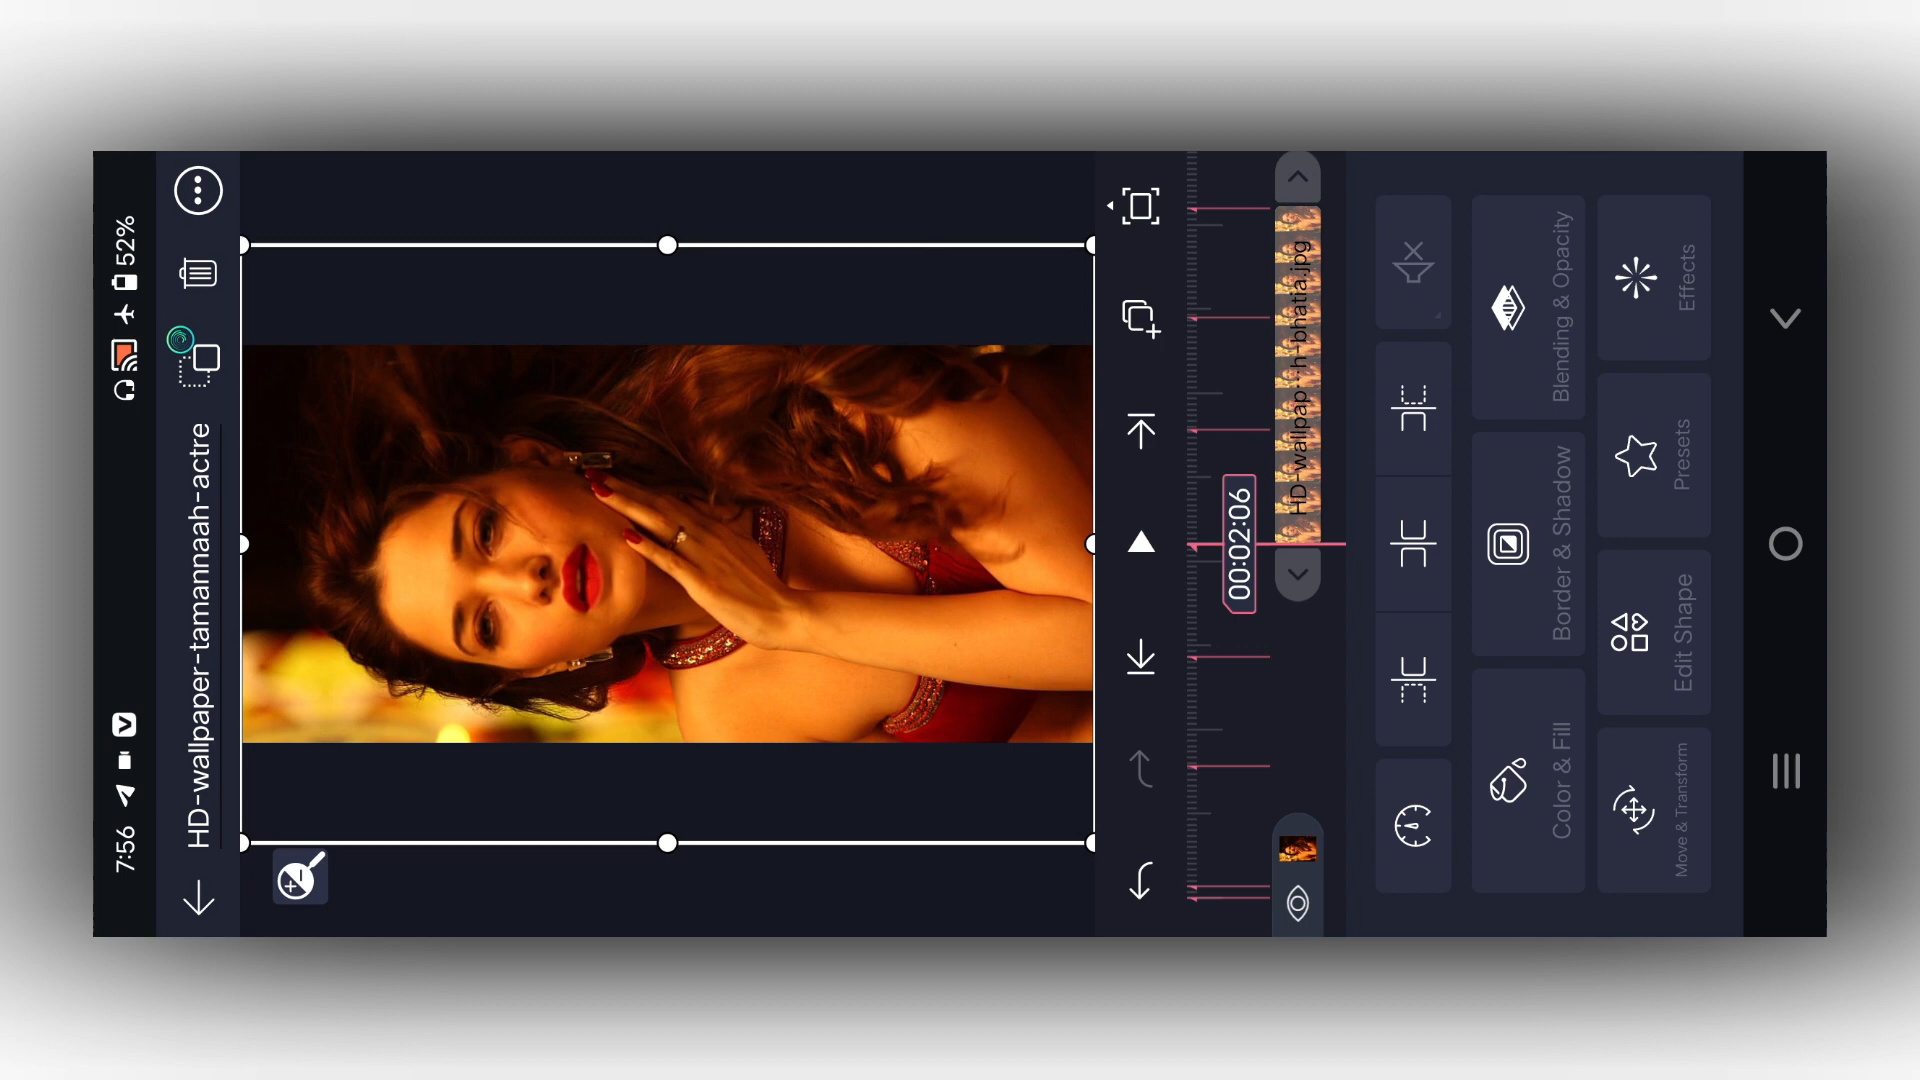 7:56 52%
HD-wallpaper-tamannaah-actre
00:02:06
HD-wallpap...h-bhatia.jpg
Color & Fill
Border & Shadow
Blending & Opacity
Move & Transform
Edit Shape
Presets
Effects